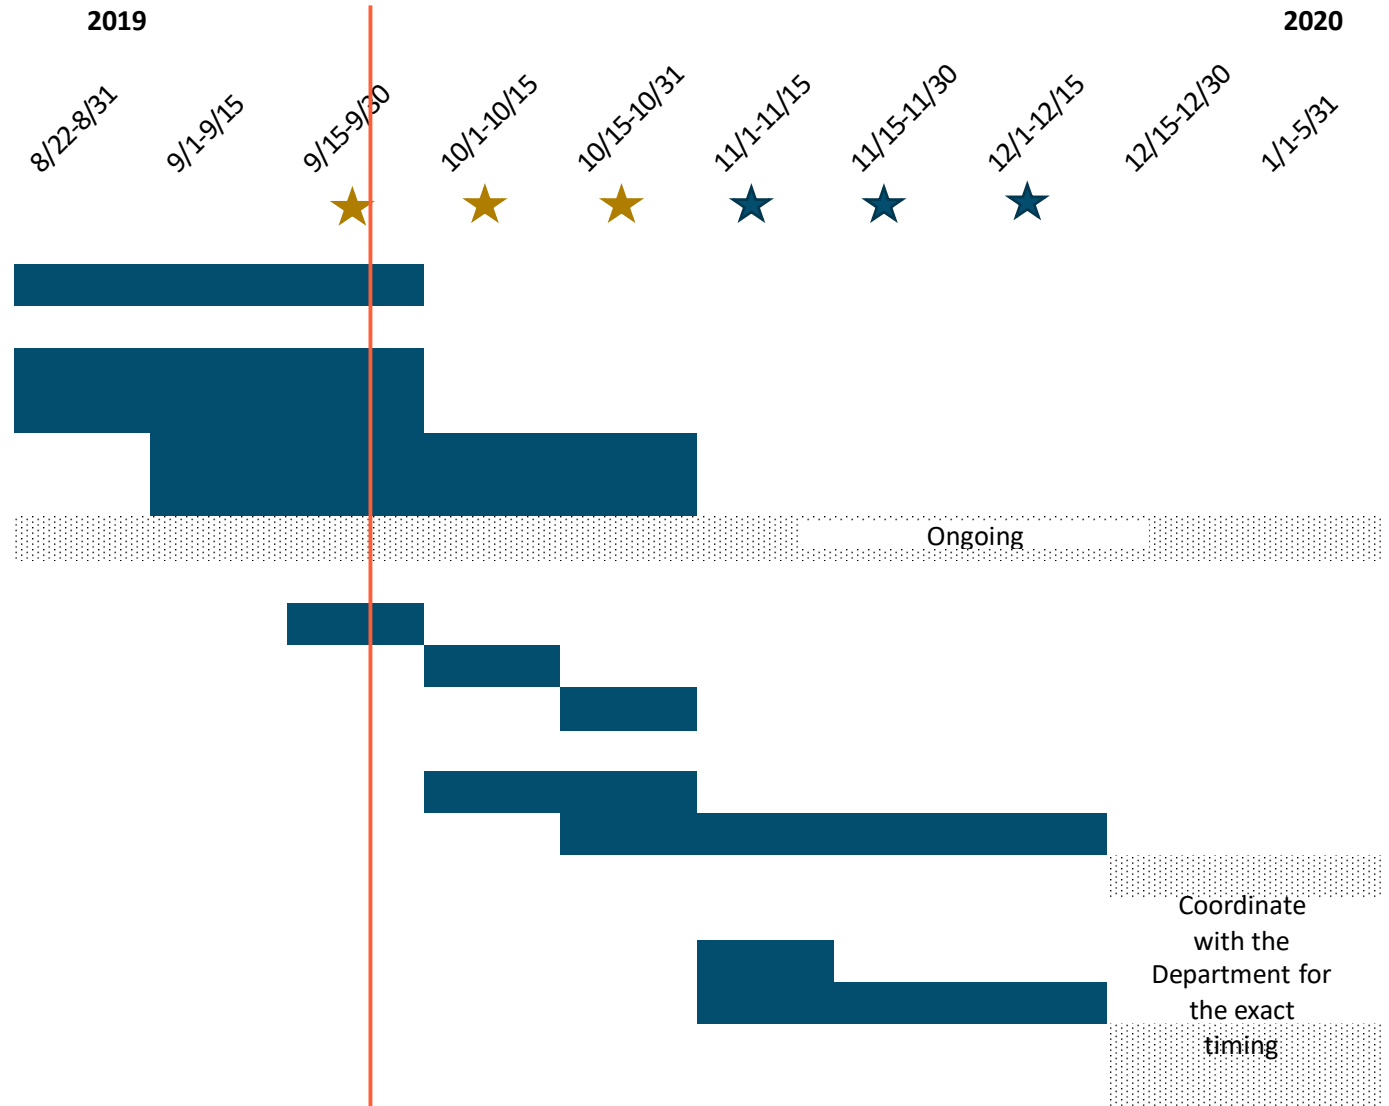 2019
2020
8/22-8/31
9/1-9/15
9/15-9/30
10/1-10/15
10/15-10/31
11/1-11/15
11/15-11/30
12/1-12/15
12/15-12/30
1/1-5/31
Ongoing
Coordinate
with the
Department for
the exact
timing